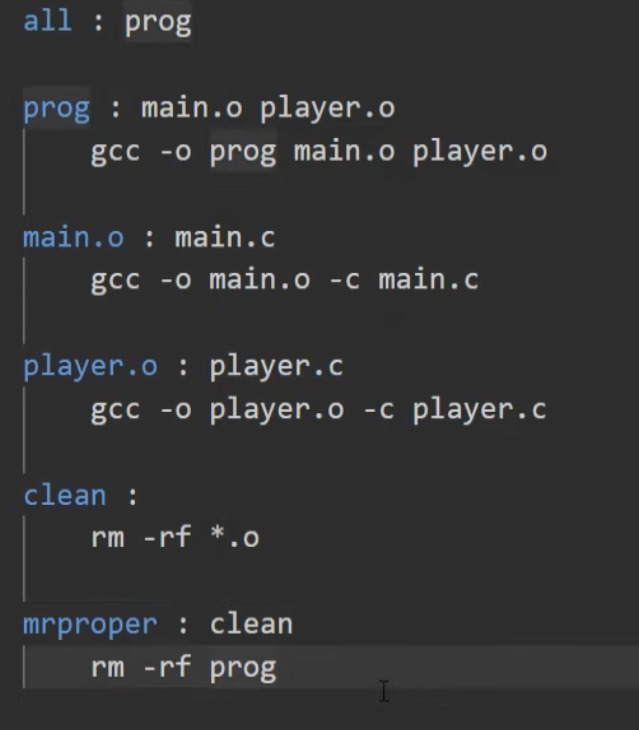 all : prog
prog : main.o player.o
gcc -o prog main.o player.o
main.o : main.c
gcc -o main.o -c main.c
player.o : player.c
gcc -o player.o -c player.c
clean :
rm -rf *.o
mrproper : clean
rm -rf prog